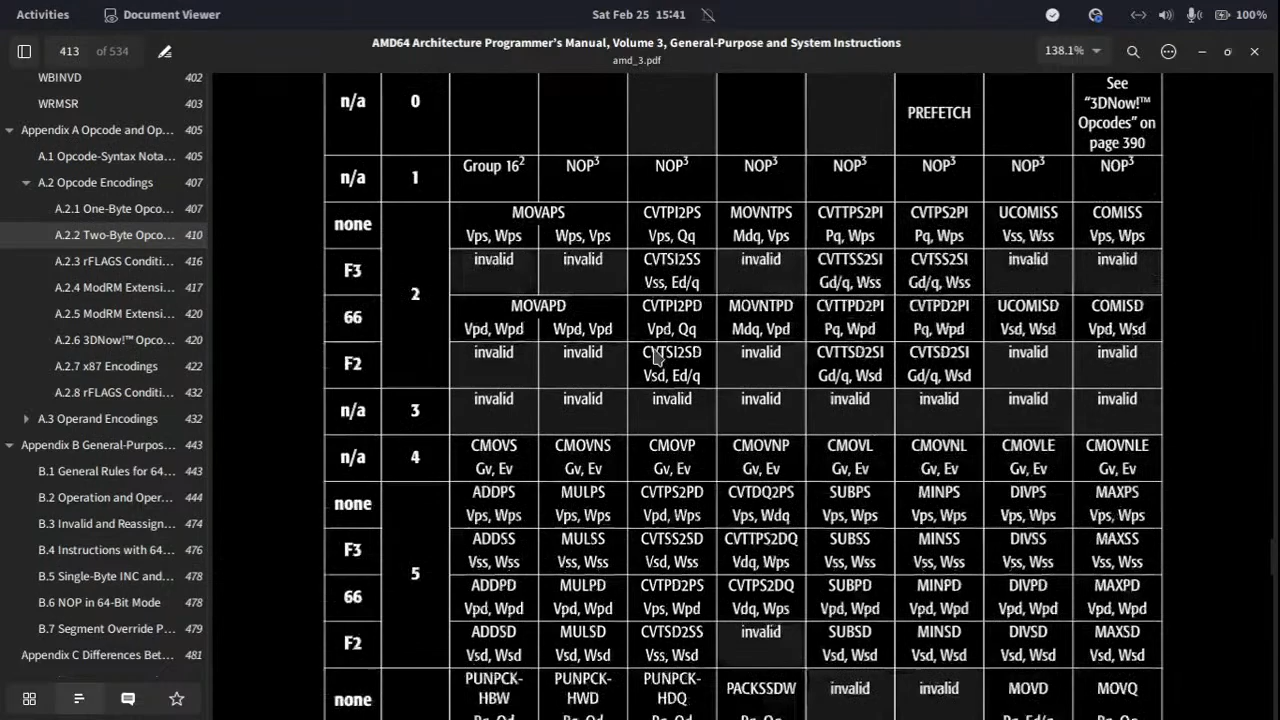 Activities
Document Viewer
Sat Feb 25 15:41
100%
413 of 534
AMD64 Architecture Programmer's Manual, Volume 3, General-Purpose and System Instructions
amd_3.pdf
138.1%
WBINVD 402
WRMSR 403
Appendix A Opcode and Op... 405
A.1 Opcode-Syntax Nota... 405
A.2 Opcode Encodings 407
A.2.1 One-Byte Opco... 407
A.2.2 Two-Byte Opco... 410
A.2.3 rFLAGS Conditi... 416
A.2.4 ModRM Extensi... 417
A.2.5 ModRM Extensi... 420
A.2.6 3DNow!™ Opco... 420
A.2.7 x87 Encodings 422
A.2.8 rFLAGS Conditi... 432
A.3 Operand Encodings 432
Appendix B General-Purpos... 443
B.1 General Rules for 64... 443
B.2 Operation and Oper... 444
B.3 Invalid and Reassign... 474
B.4 Instructions with 64... 476
B.5 Single-Byte INC and... 478
B.6 NOP in 64-Bit Mode 478
B.7 Segment Override P... 479
Appendix C Differences Bet... 481
n/a 0 PREFETCH See
"3DNow!™
Opcodes" on
page 390
n/a 1 Group 16² NOP³ NOP³ NOP³ NOP³ NOP³ NOP³ NOP³
2
none MOVAPS CVTPI2PS MOVNTPS CVTTPS2PI CVTPS2PI UCOMISS COMISS
Vps, Wps Wps, Vps Vps, Qq Mdq, Vps Pq, Wps Pq, Wps Vss, Wss Vps, Wps
F3 invalid invalid CVTSI2SS invalid CVTTSS2SI CVTSS2SI invalid invalid
Vss, Ed/q Gd/q, Wss Gd/q, Wss
66 MOVAPD CVTPI2PD MOVNTPD CVTTPD2PI CVTPD2PI UCOMISD COMISD
Vpd, Wpd Wpd, Vpd Vpd, Qq Mdq, Vpd Pq, Wpd Pq, Wpd Vsd, Wsd Vpd, Wsd
F2 invalid invalid CVTSI2SD invalid CVTTSD2SI CVTSD2SI invalid invalid
Vsd, Ed/q Gd/q, Wsd Gd/q, Wsd
n/a 3 invalid invalid invalid invalid invalid invalid invalid invalid
n/a 4 CMOVS CMOVNS CMOVP CMOVNP CMOVL CMOVNL CMOVLE CMOVNLE
Gv, Ev Gv, Ev Gv, Ev Gv, Ev Gv, Ev Gv, Ev Gv, Ev Gv, Ev
5
none ADDPS MULPS CVTPS2PD CVTDQ2PS SUBPS MINPS DIVPS MAXPS
Vps, Wps Vps, Wps Vpd, Wps Vps, Wdq Vps, Wps Vps, Wps Vps, Wps Vps, Wps
F3 ADDSS MULSS CVTSS2SD CVTTPS2DQ SUBSS MINSS DIVSS MAXSS
Vss, Wss Vss, Wss Vsd, Wss Vdq, Wps Vss, Wss Vss, Wss Vss, Wss Vss, Wss
66 ADDPD MULPD CVTPD2PS CVTPS2DQ SUBPD MINPD DIVPD MAXPD
Vpd, Wpd Vpd, Wpd Vps, Wpd Vdq, Wps Vpd, Wpd Vpd, Wpd Vpd, Wpd Vpd, Wpd
F2 ADDSD MULSD CVTSD2SS invalid SUBSD MINSD DIVSD MAXSD
Vsd, Wsd Vsd, Wsd Vss, Wsd Vsd, Wsd Vsd, Wsd Vsd, Wsd Vsd, Wsd
none PUNPCK- PUNPCK- PUNPCK- PACKSSDW invalid invalid MOVD MOVQ
HBW HWD HDQ